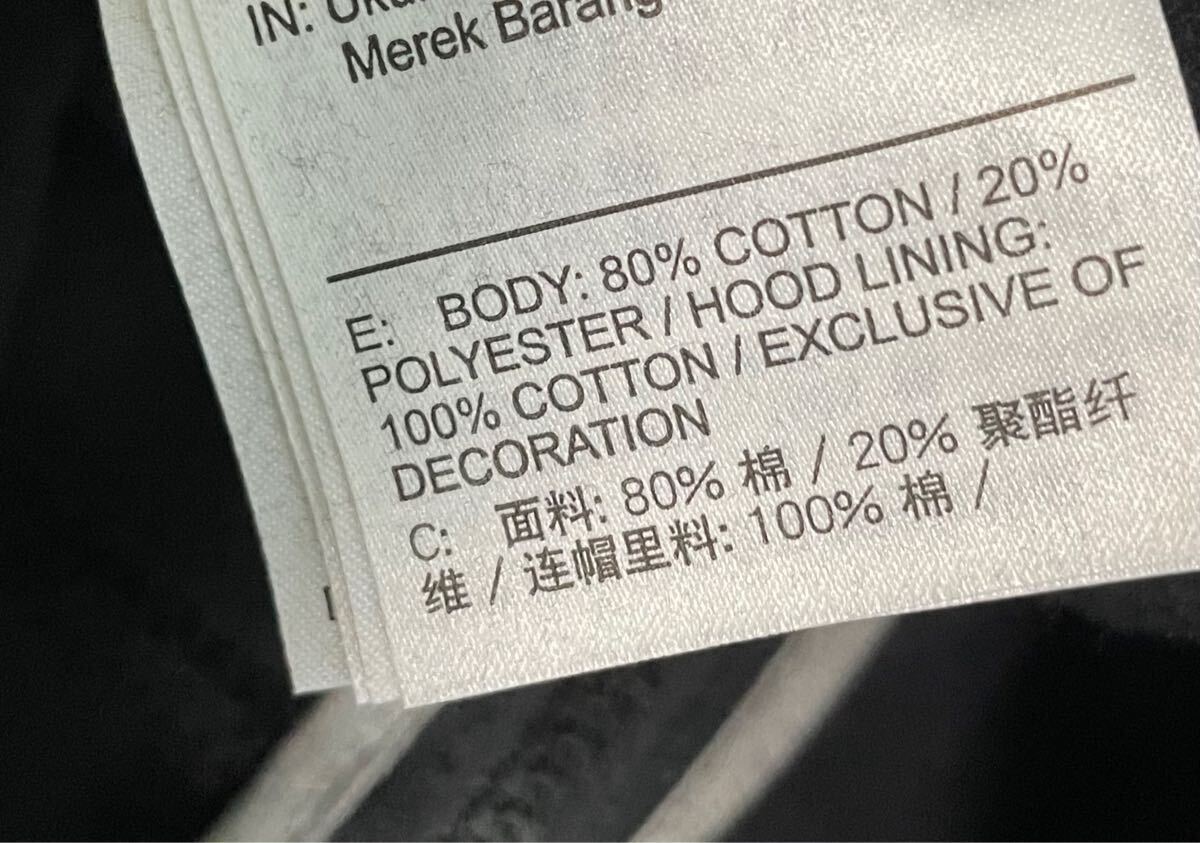 IN:
Merek Barang
E: BODY: 80% COTTON / 20%
POLYESTER / HOOD LINING:
100% COTTON / EXCLUSIVE OF
DECORATION
C: 面料: 80% 棉 / 20% 聚酯纤
维 / 连帽里料: 100% 棉 /